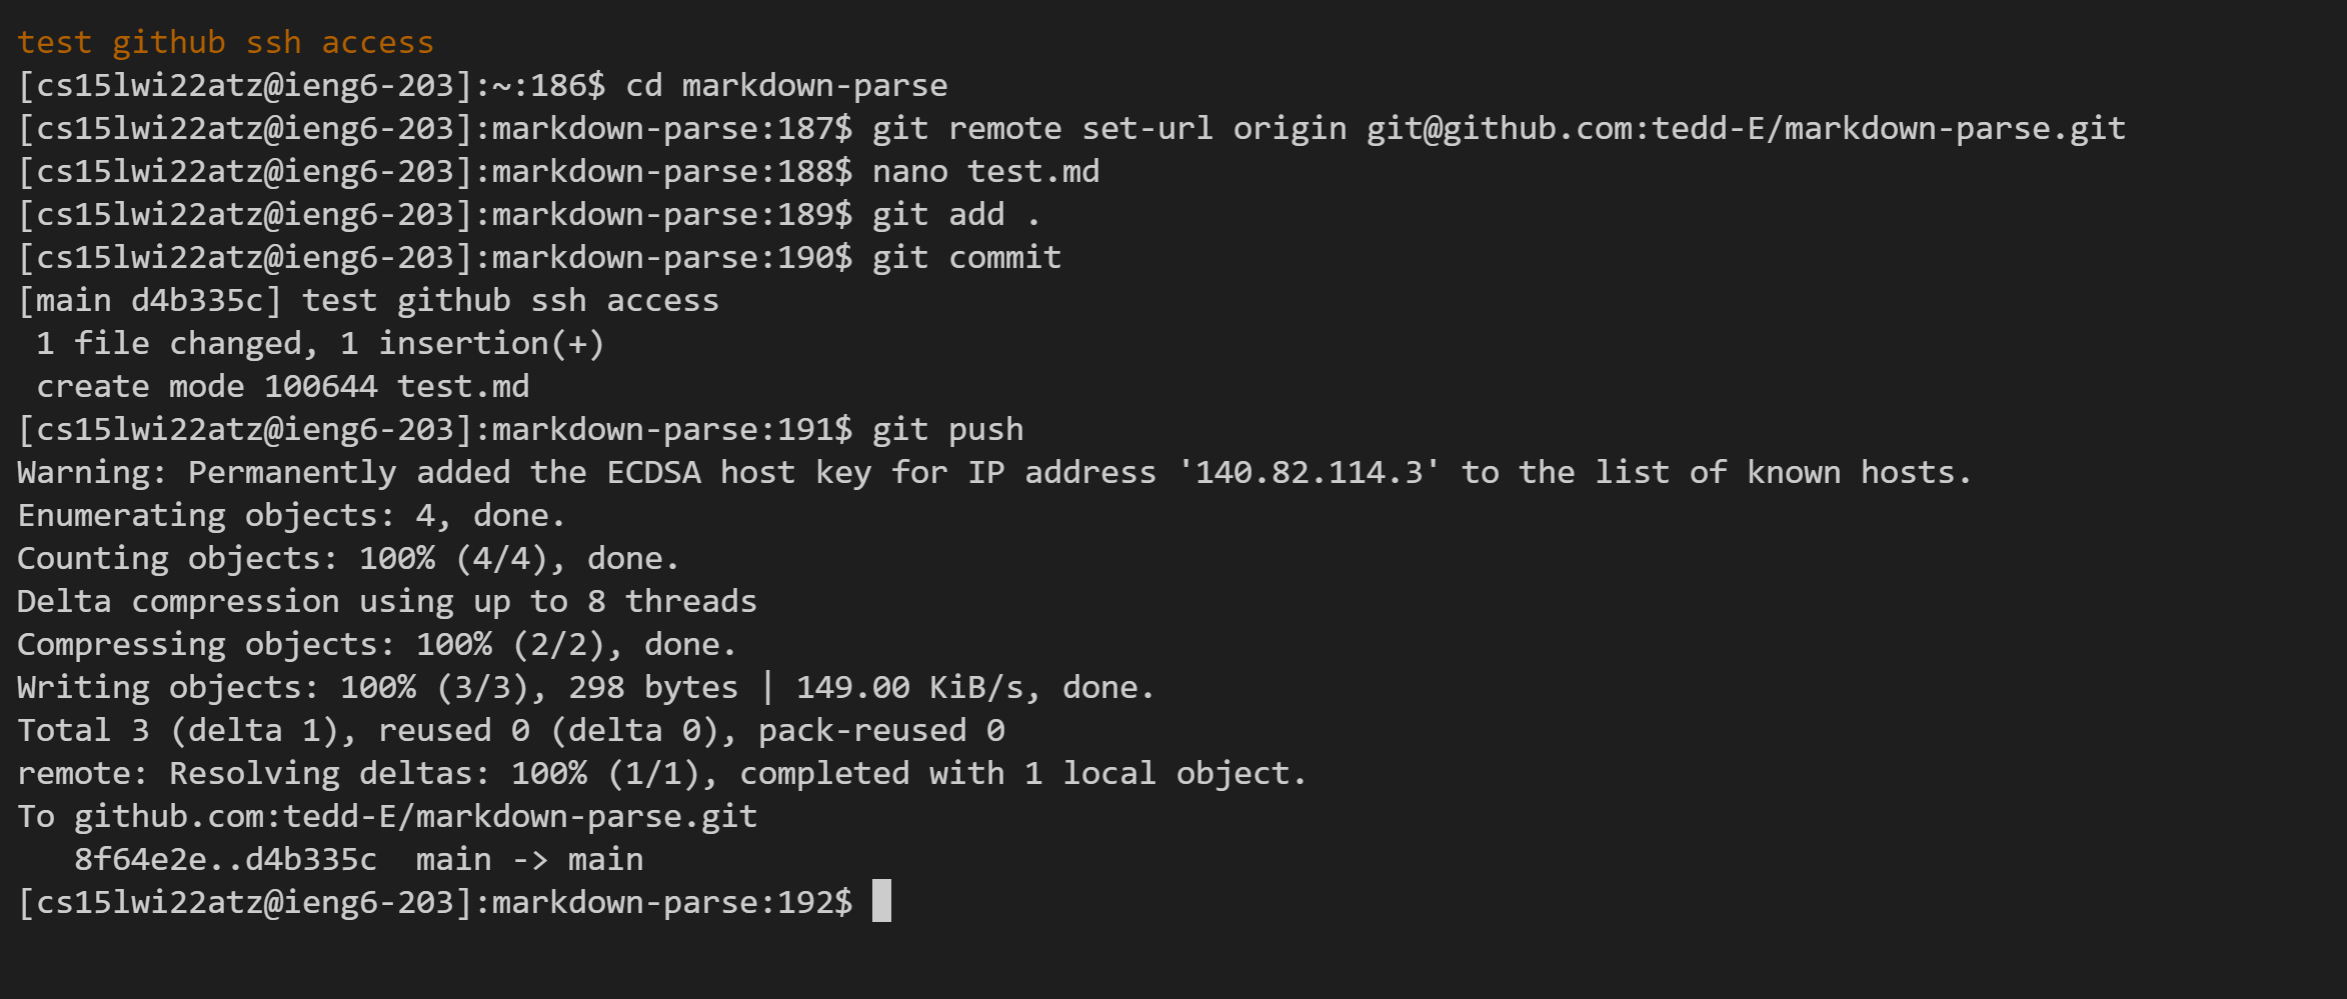 test github ssh access
[cs15lwi22atz@ieng6-203]:~:186$ cd markdown-parse
[cs15lwi22atz@ieng6-203]:markdown-parse:187$ git remote set-url origin git@github.com:tedd-E/markdown-parse.git
[cs15lwi22atz@ieng6-203]:markdown-parse:188$ nano test.md
[cs15lwi22atz@ieng6-203]:markdown-parse:189$ git add .
[cs15lwi22atz@ieng6-203]:markdown-parse:190$ git commit
[main d4b335c] test github ssh access
 1 file changed, 1 insertion(+)
 create mode 100644 test.md
[cs15lwi22atz@ieng6-203]:markdown-parse:191$ git push
Warning: Permanently added the ECDSA host key for IP address '140.82.114.3' to the list of known hosts.
Enumerating objects: 4, done.
Counting objects: 100% (4/4), done.
Delta compression using up to 8 threads
Compressing objects: 100% (2/2), done.
Writing objects: 100% (3/3), 298 bytes | 149.00 KiB/s, done.
Total 3 (delta 1), reused 0 (delta 0), pack-reused 0
remote: Resolving deltas: 100% (1/1), completed with 1 local object.
To github.com:tedd-E/markdown-parse.git
   8f64e2e..d4b335c  main -> main
[cs15lwi22atz@ieng6-203]:markdown-parse:192$